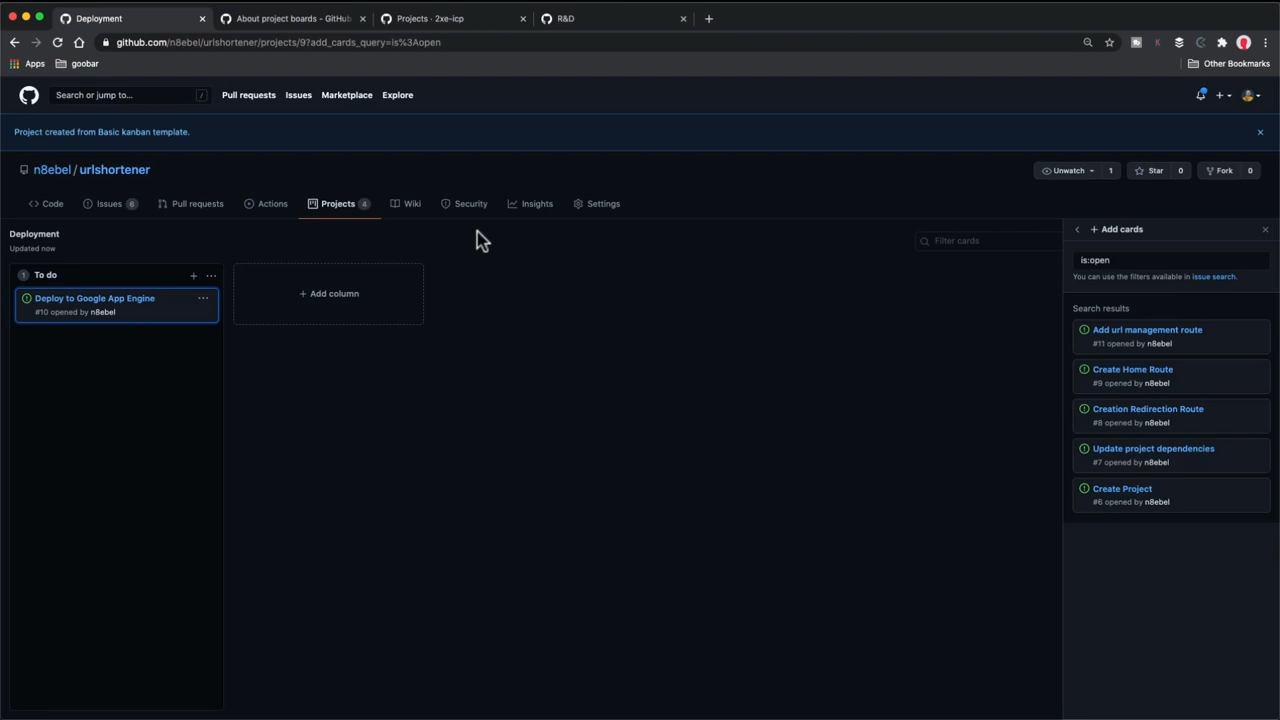 Deployment
About project boards - GitHub
Projects · 2xe-icp
R&D
github.com/n8ebel/urlshortener/projects/9?add_cards_query=is%3Aopen
K
Apps
goobar
Other Bookmarks
Search or jump to...
/
Pull requests
Issues
Marketplace
Explore
Project created from Basic kanban template.
n8ebel / urlshortener
Unwatch
1
Star
0
Fork
0
Code
Issues 6
Pull requests
Actions
Projects 4
Wiki
Security
Insights
Settings
Deployment
Updated now
Filter cards
1 To do
Deploy to Google App Engine
#10 opened by n8ebel
Add column
Add cards
is:open
You can use the filters available in issue search.
Search results
Add url management route
#11 opened by n8ebel
Create Home Route
#9 opened by n8ebel
Creation Redirection Route
#8 opened by n8ebel
Update project dependencies
#7 opened by n8ebel
Create Project
#6 opened by n8ebel